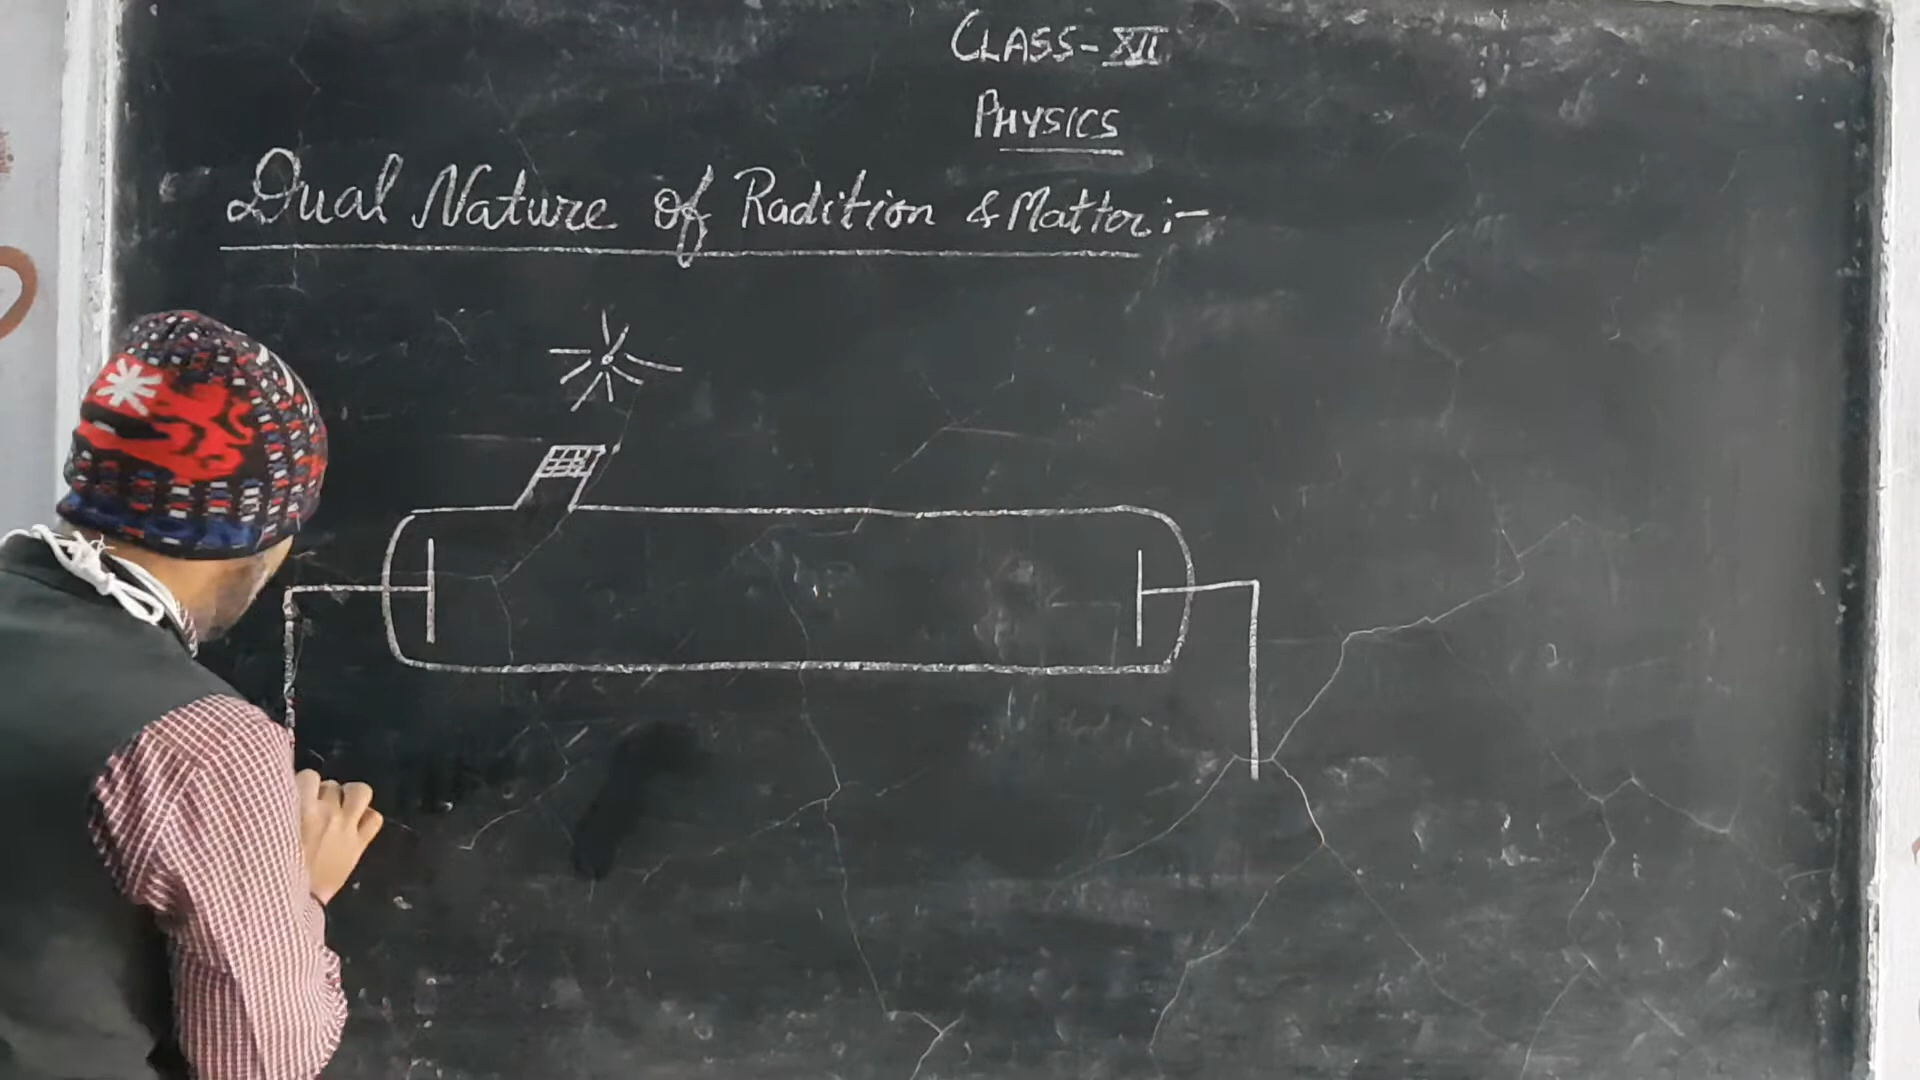 CLASS-XII
PHYSICS
Dual Nature of Radition & Matter:-